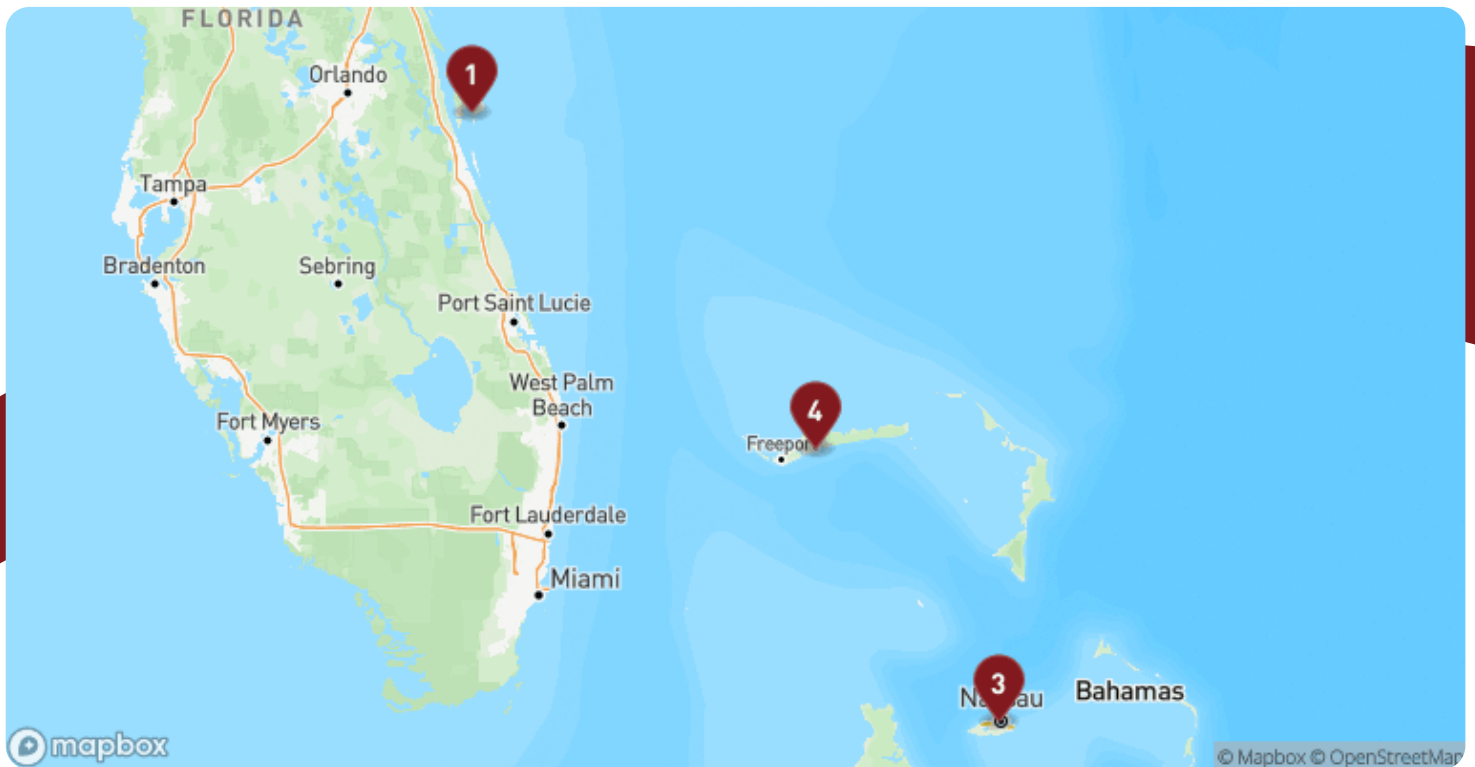 FLORIDA
1
Orlando
Tampa
Bradenton
Sebring
Port Saint Lucie
West Palm
Beach
4
Fort Myers
Fort Lauderdale
Miami
3
Bahamas
mapbox
© Mapbox © OpenStreetMap